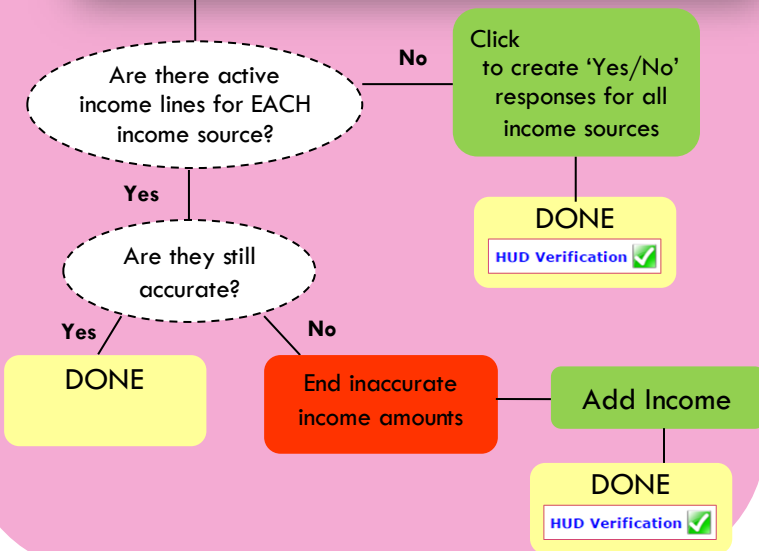 Are there active
income lines for EACH
income source?
No
Click
to create ‘Yes/No’
responses for all
income sources
Yes
DONE
HUD Verification
Are they still
accurate?
Yes
No
DONE
End inaccurate
income amounts
Add Income
DONE
HUD Verification